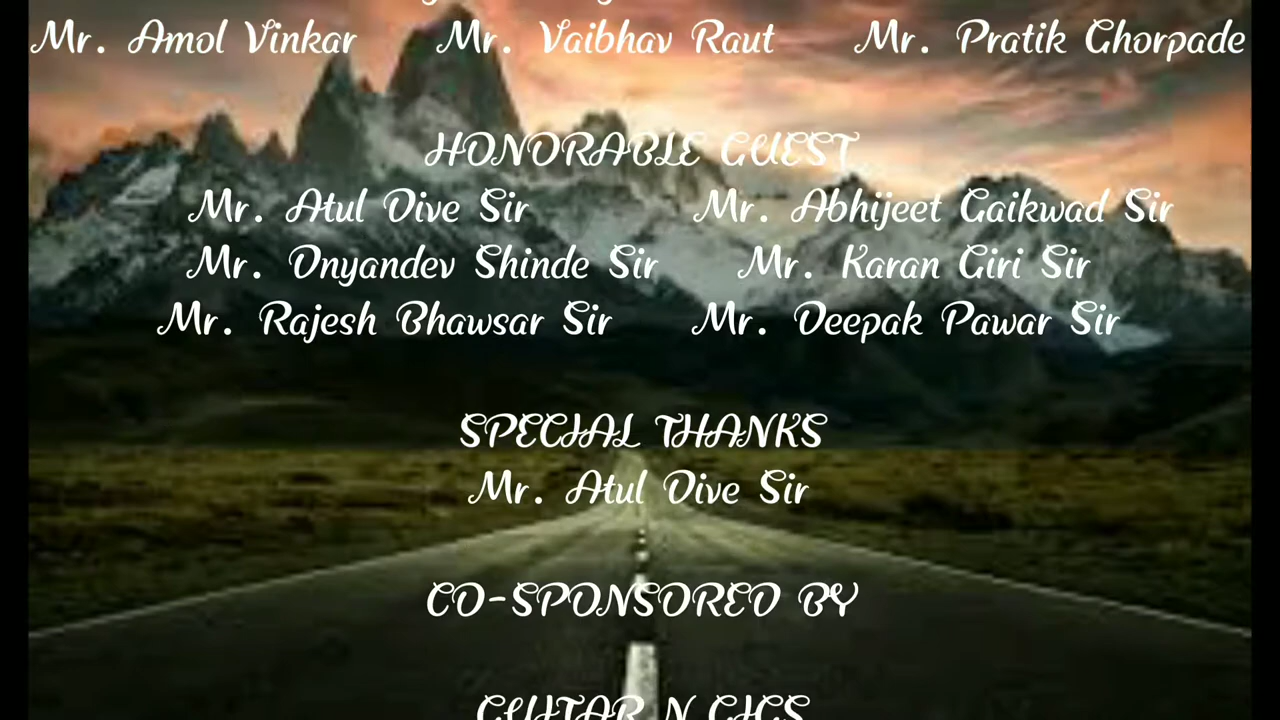 Mr. Amol Vinkar Mr. Vaibhav Raut Mr. Pratik Ghorpade
HONORABLE GUEST
Mr. Atul Dive Sir Mr. Abhijeet Gaikwad Sir
Mr. Dnyandev Shinde Sir Mr. Karan Giri Sir
Mr. Rajesh Bhawsar Sir Mr. Deepak Pawar Sir
SPECIAL THANKS
Mr. Atul Dive Sir
CO-SPONSORED BY
GUITAR N GIGS